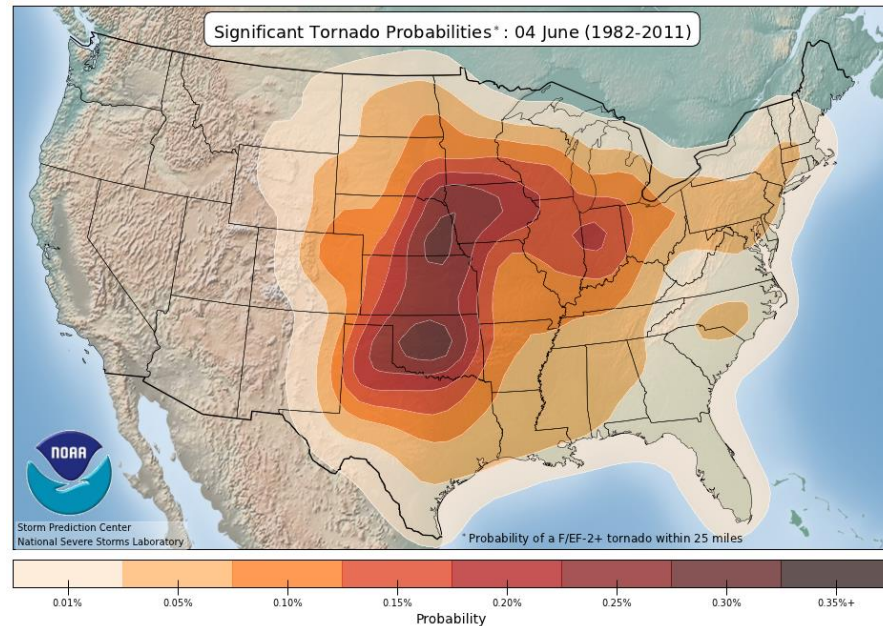 Significant Tornado Probabilities* : 04 June (1982-2011)
NOAA
Storm Prediction Center
National Severe Storms Laboratory
* Probability of a F/EF-2+ tornado within 25 miles
0.01% 0.05% 0.10% 0.15% 0.20% 0.25% 0.30% 0.35%+
Probability